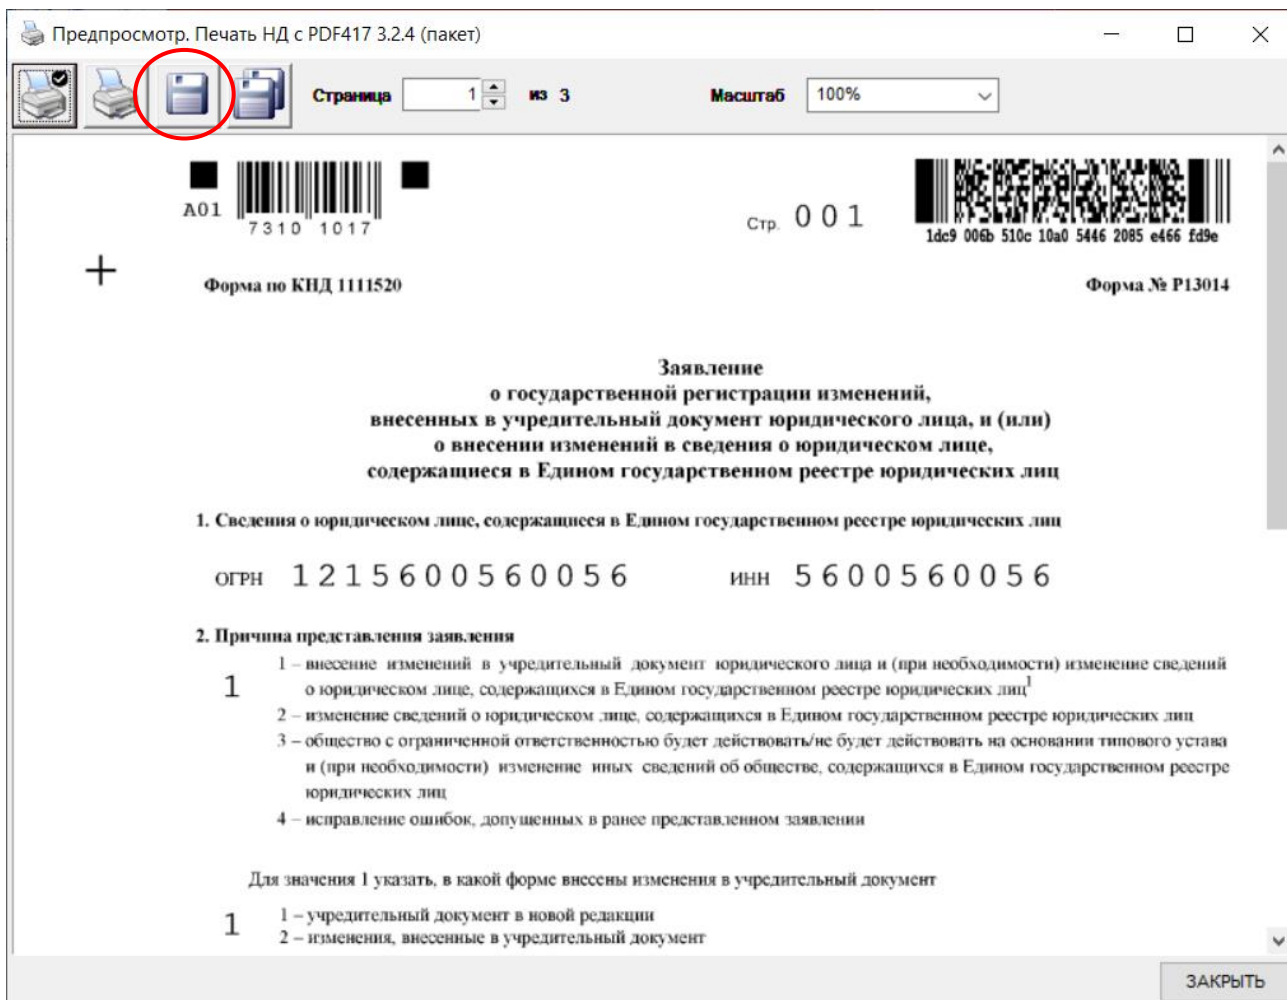 Предпросмотр. Печать НД с PDF417 3.2.4 (пакет)
Страница 1 из 3 Масштаб 100%
A01
7310 1017
Стр. 001
1dc9 006b 510c 10a0 5446 2085 e466 fd9e
Форма по КНД 1111520
Форма № Р13014
Заявление
о государственной регистрации изменений,
внесенных в учредительный документ юридического лица, и (или)
о внесении изменений в сведения о юридическом лице,
содержащиеся в Едином государственном реестре юридических лиц
1. Сведения о юридическом лице, содержащиеся в Едином государственном реестре юридических лиц
ОГРН 1215600560056 ИНН 5600560056
2. Причина представления заявления
1
1 – внесение изменений в учредительный документ юридического лица и (при необходимости) изменение сведений
о юридическом лице, содержащихся в Едином государственном реестре юридических лиц¹
2 – изменение сведений о юридическом лице, содержащихся в Едином государственном реестре юридических лиц
3 – общество с ограниченной ответственностью будет действовать/не будет действовать на основании типового устава
и (при необходимости) изменение иных сведений об обществе, содержащихся в Едином государственном реестре
юридических лиц
4 – исправление ошибок, допущенных в ранее представленном заявлении
Для значения 1 указать, в какой форме внесены изменения в учредительный документ
1
1 – учредительный документ в новой редакции
2 – изменения, внесенные в учредительный документ
ЗАКРЫТЬ